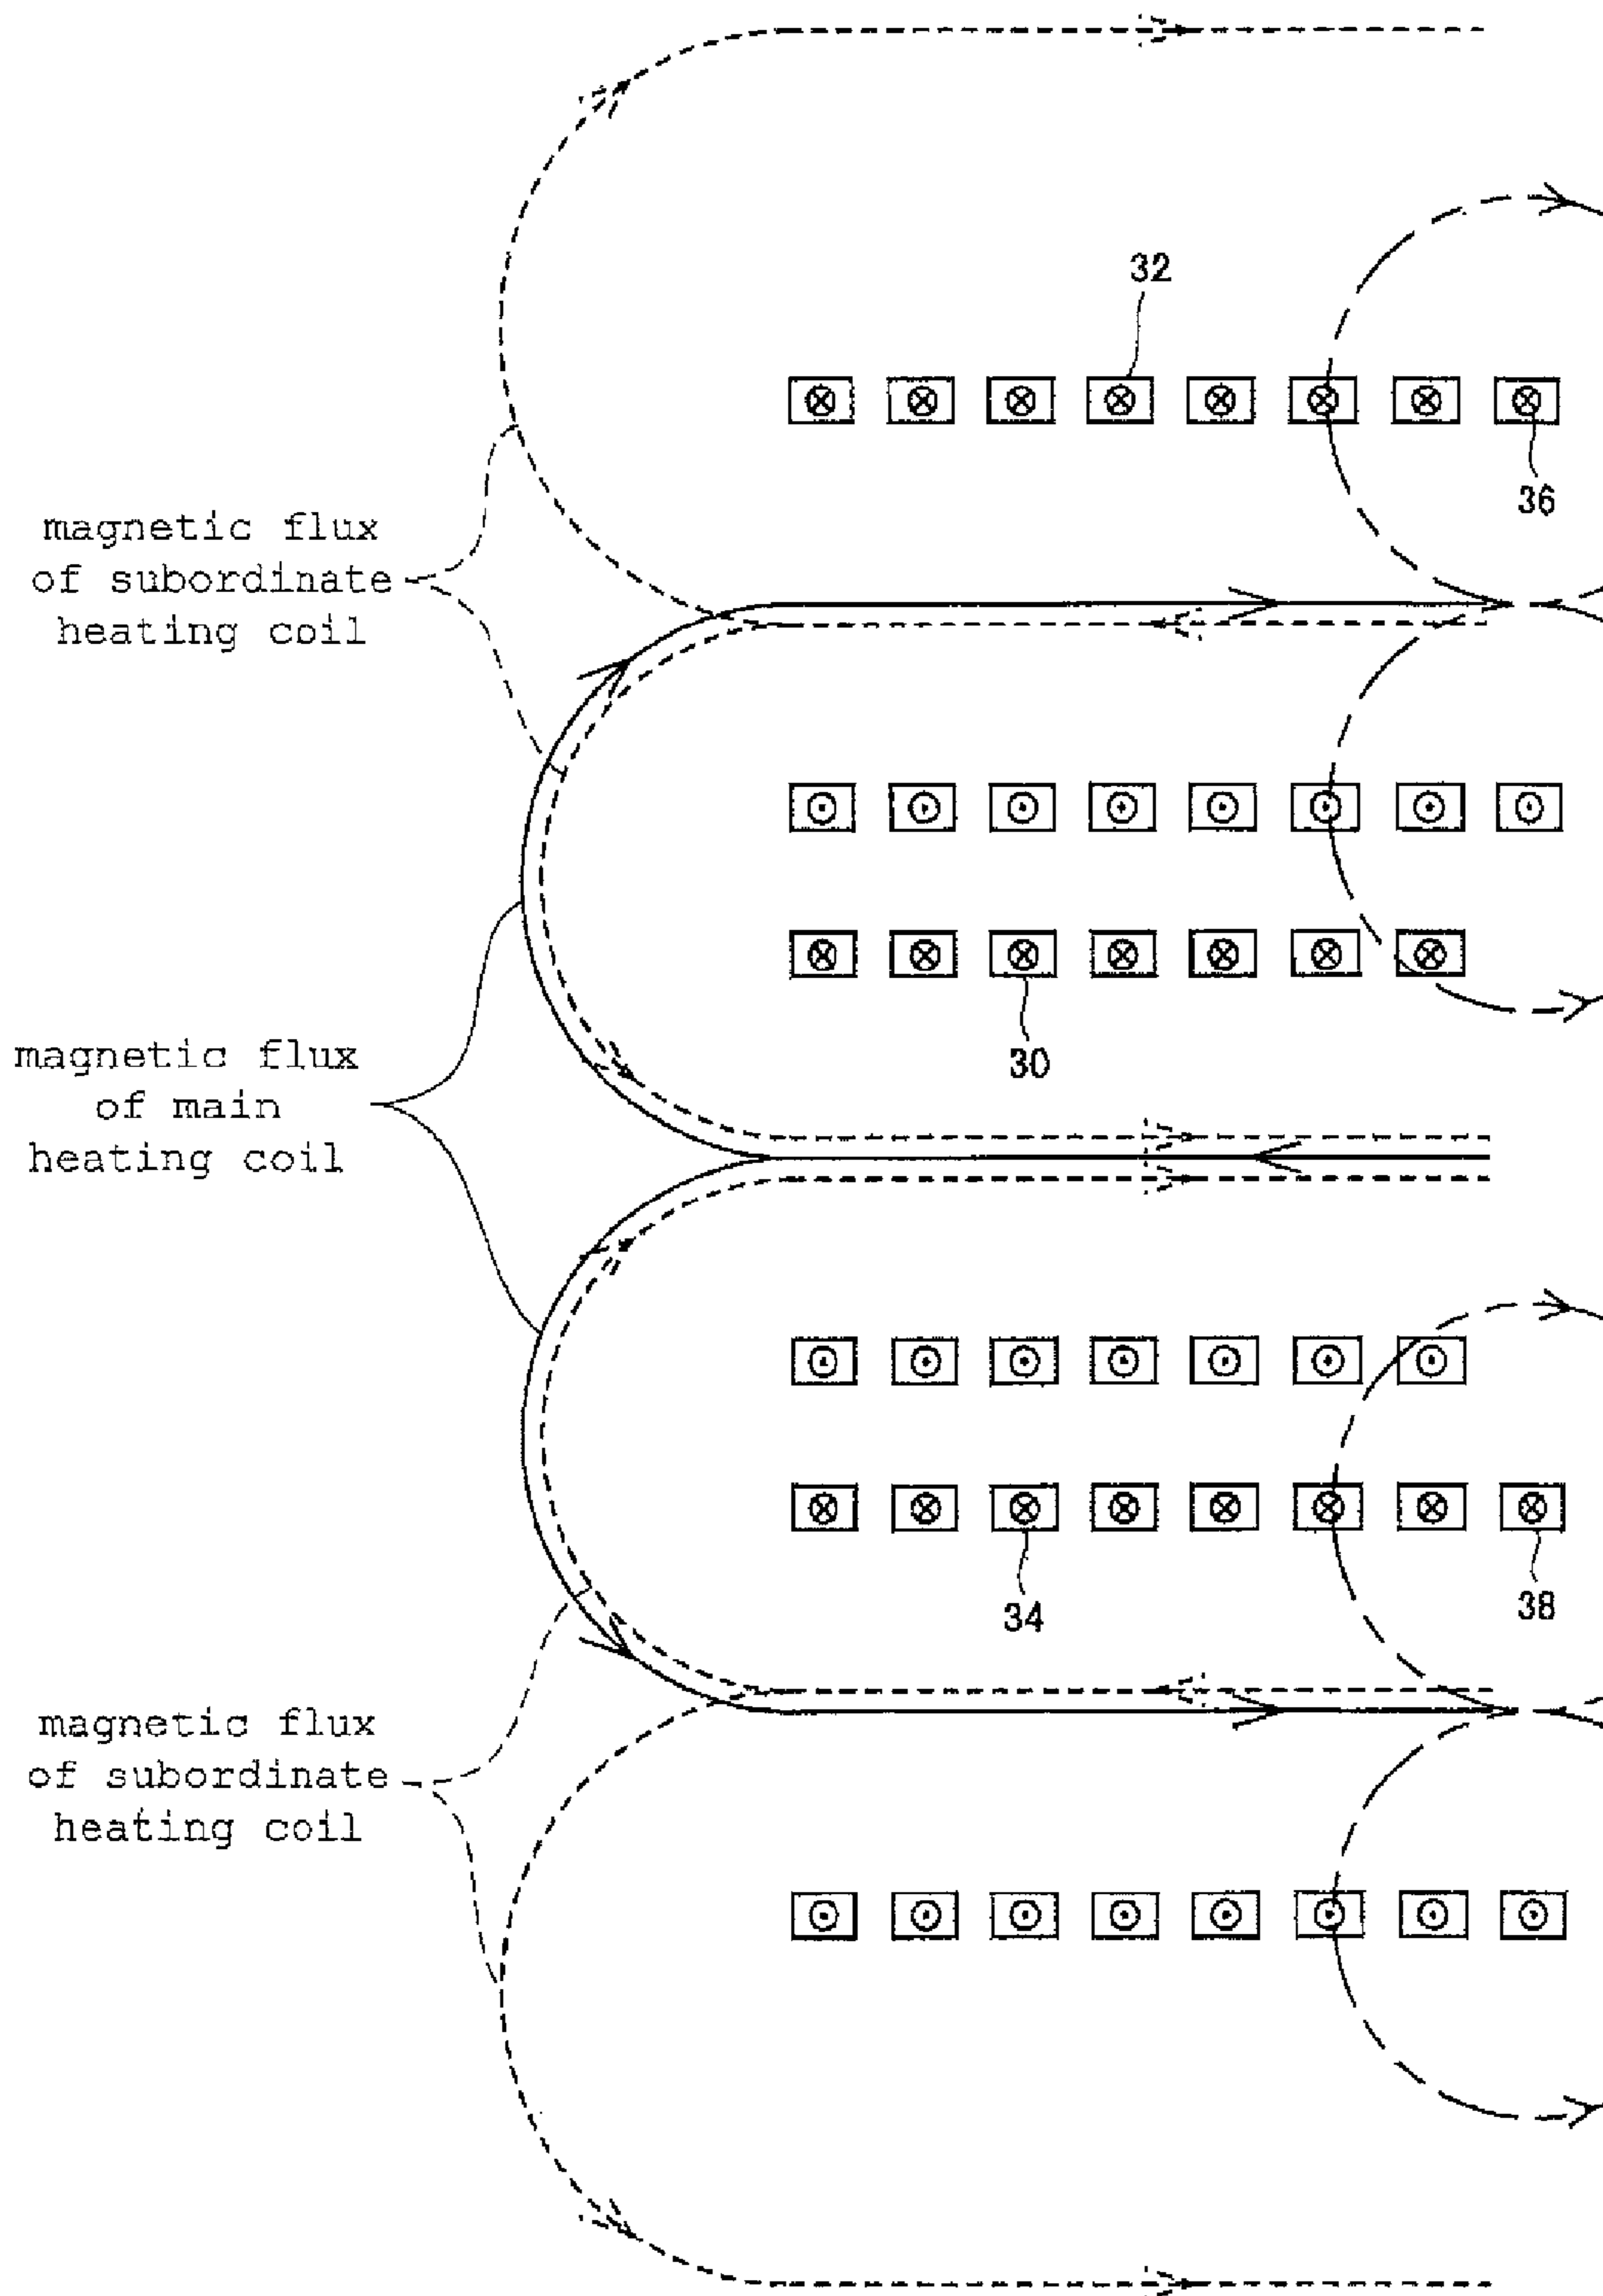 32
36
magnetic flux
of subordinate
heating coil
30
magnetic flux
of main
heating coil
34
38
magnetic flux
of subordinate
heating coil